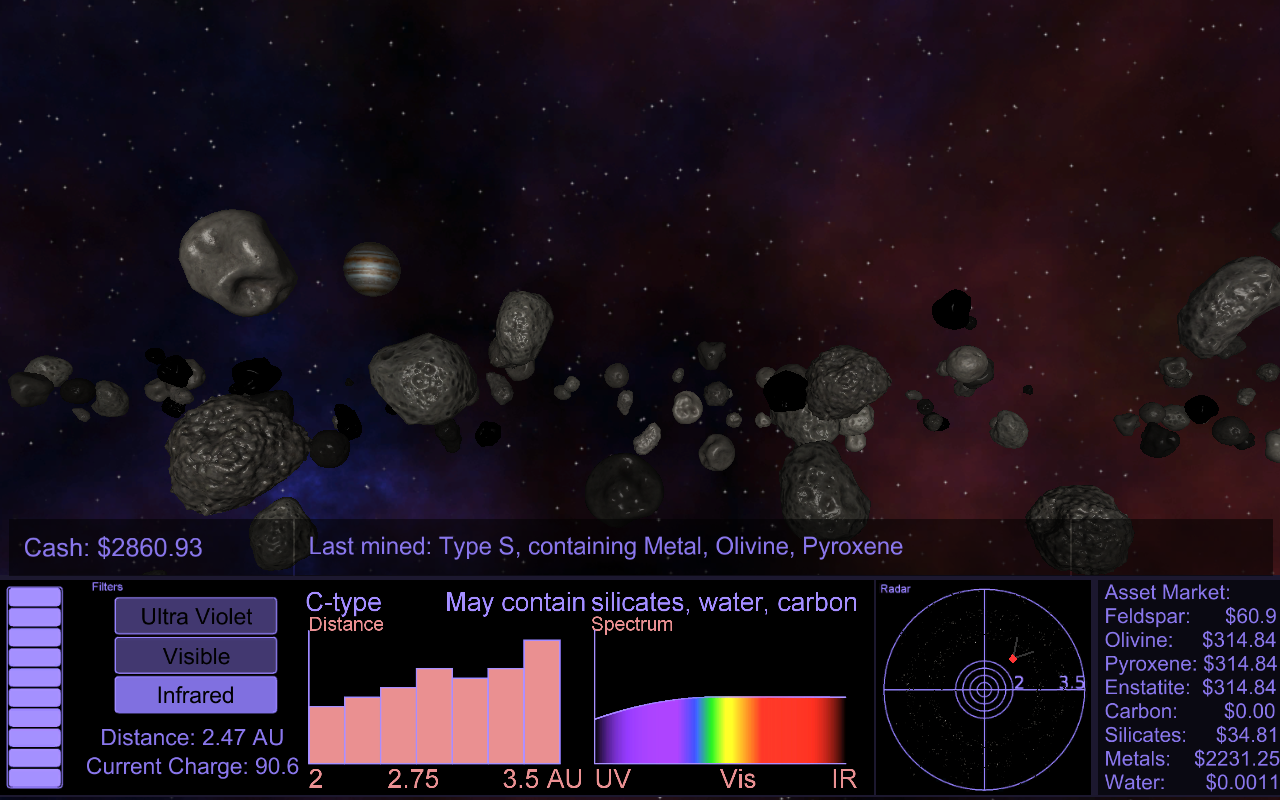 Cash: $2860.93
Last mined: Type S, containing Metal, Olivine, Pyroxene
Filters
Ultra Violet
Visible
Infrared
Distance: 2.47 AU
Current Charge: 90.6
C-type
May contain silicates, water, carbon
Distance
2 2.75 3.5 AU
Spectrum
UV Vis IR
Radar
2 3.5
Asset Market:
Feldspar: $60.9
Olivine: $314.84
Pyroxene: $314.84
Enstatite: $314.84
Carbon: $0.00
Silicates: $34.81
Metals: $2231.25
Water: $0.0011